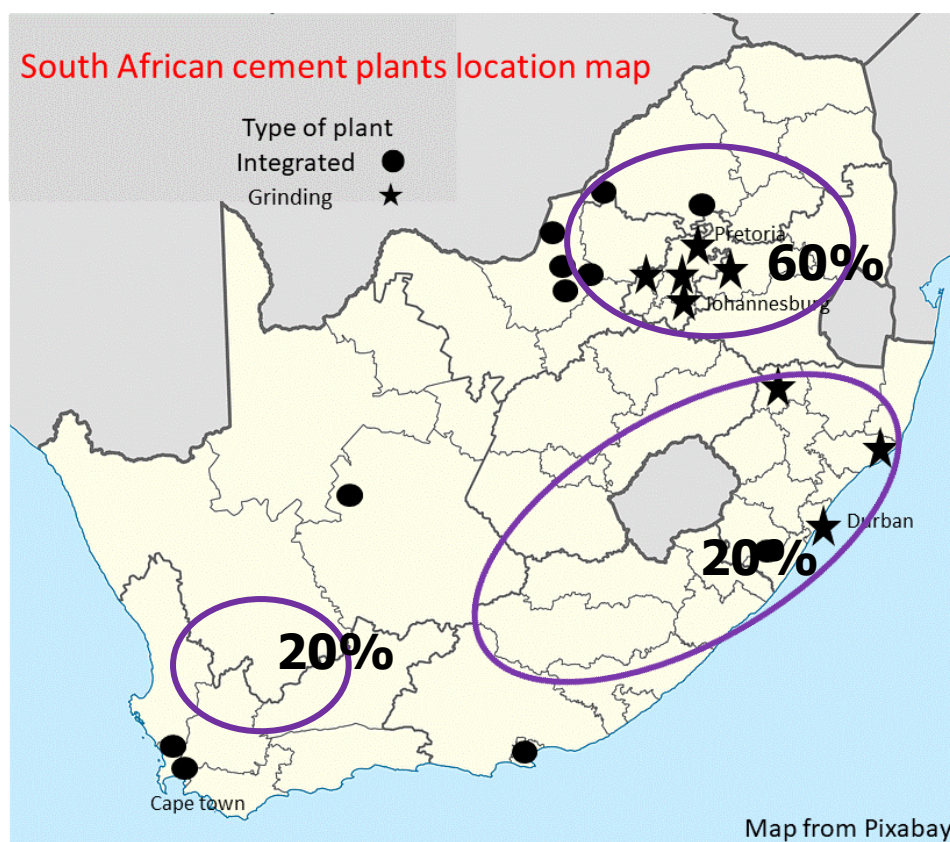 South African cement plants location map
Type of plant
Integrated
Grinding
Pretoria
60%
Johannesburg
Durban
20%
20%
Cape town
Map from Pixabay